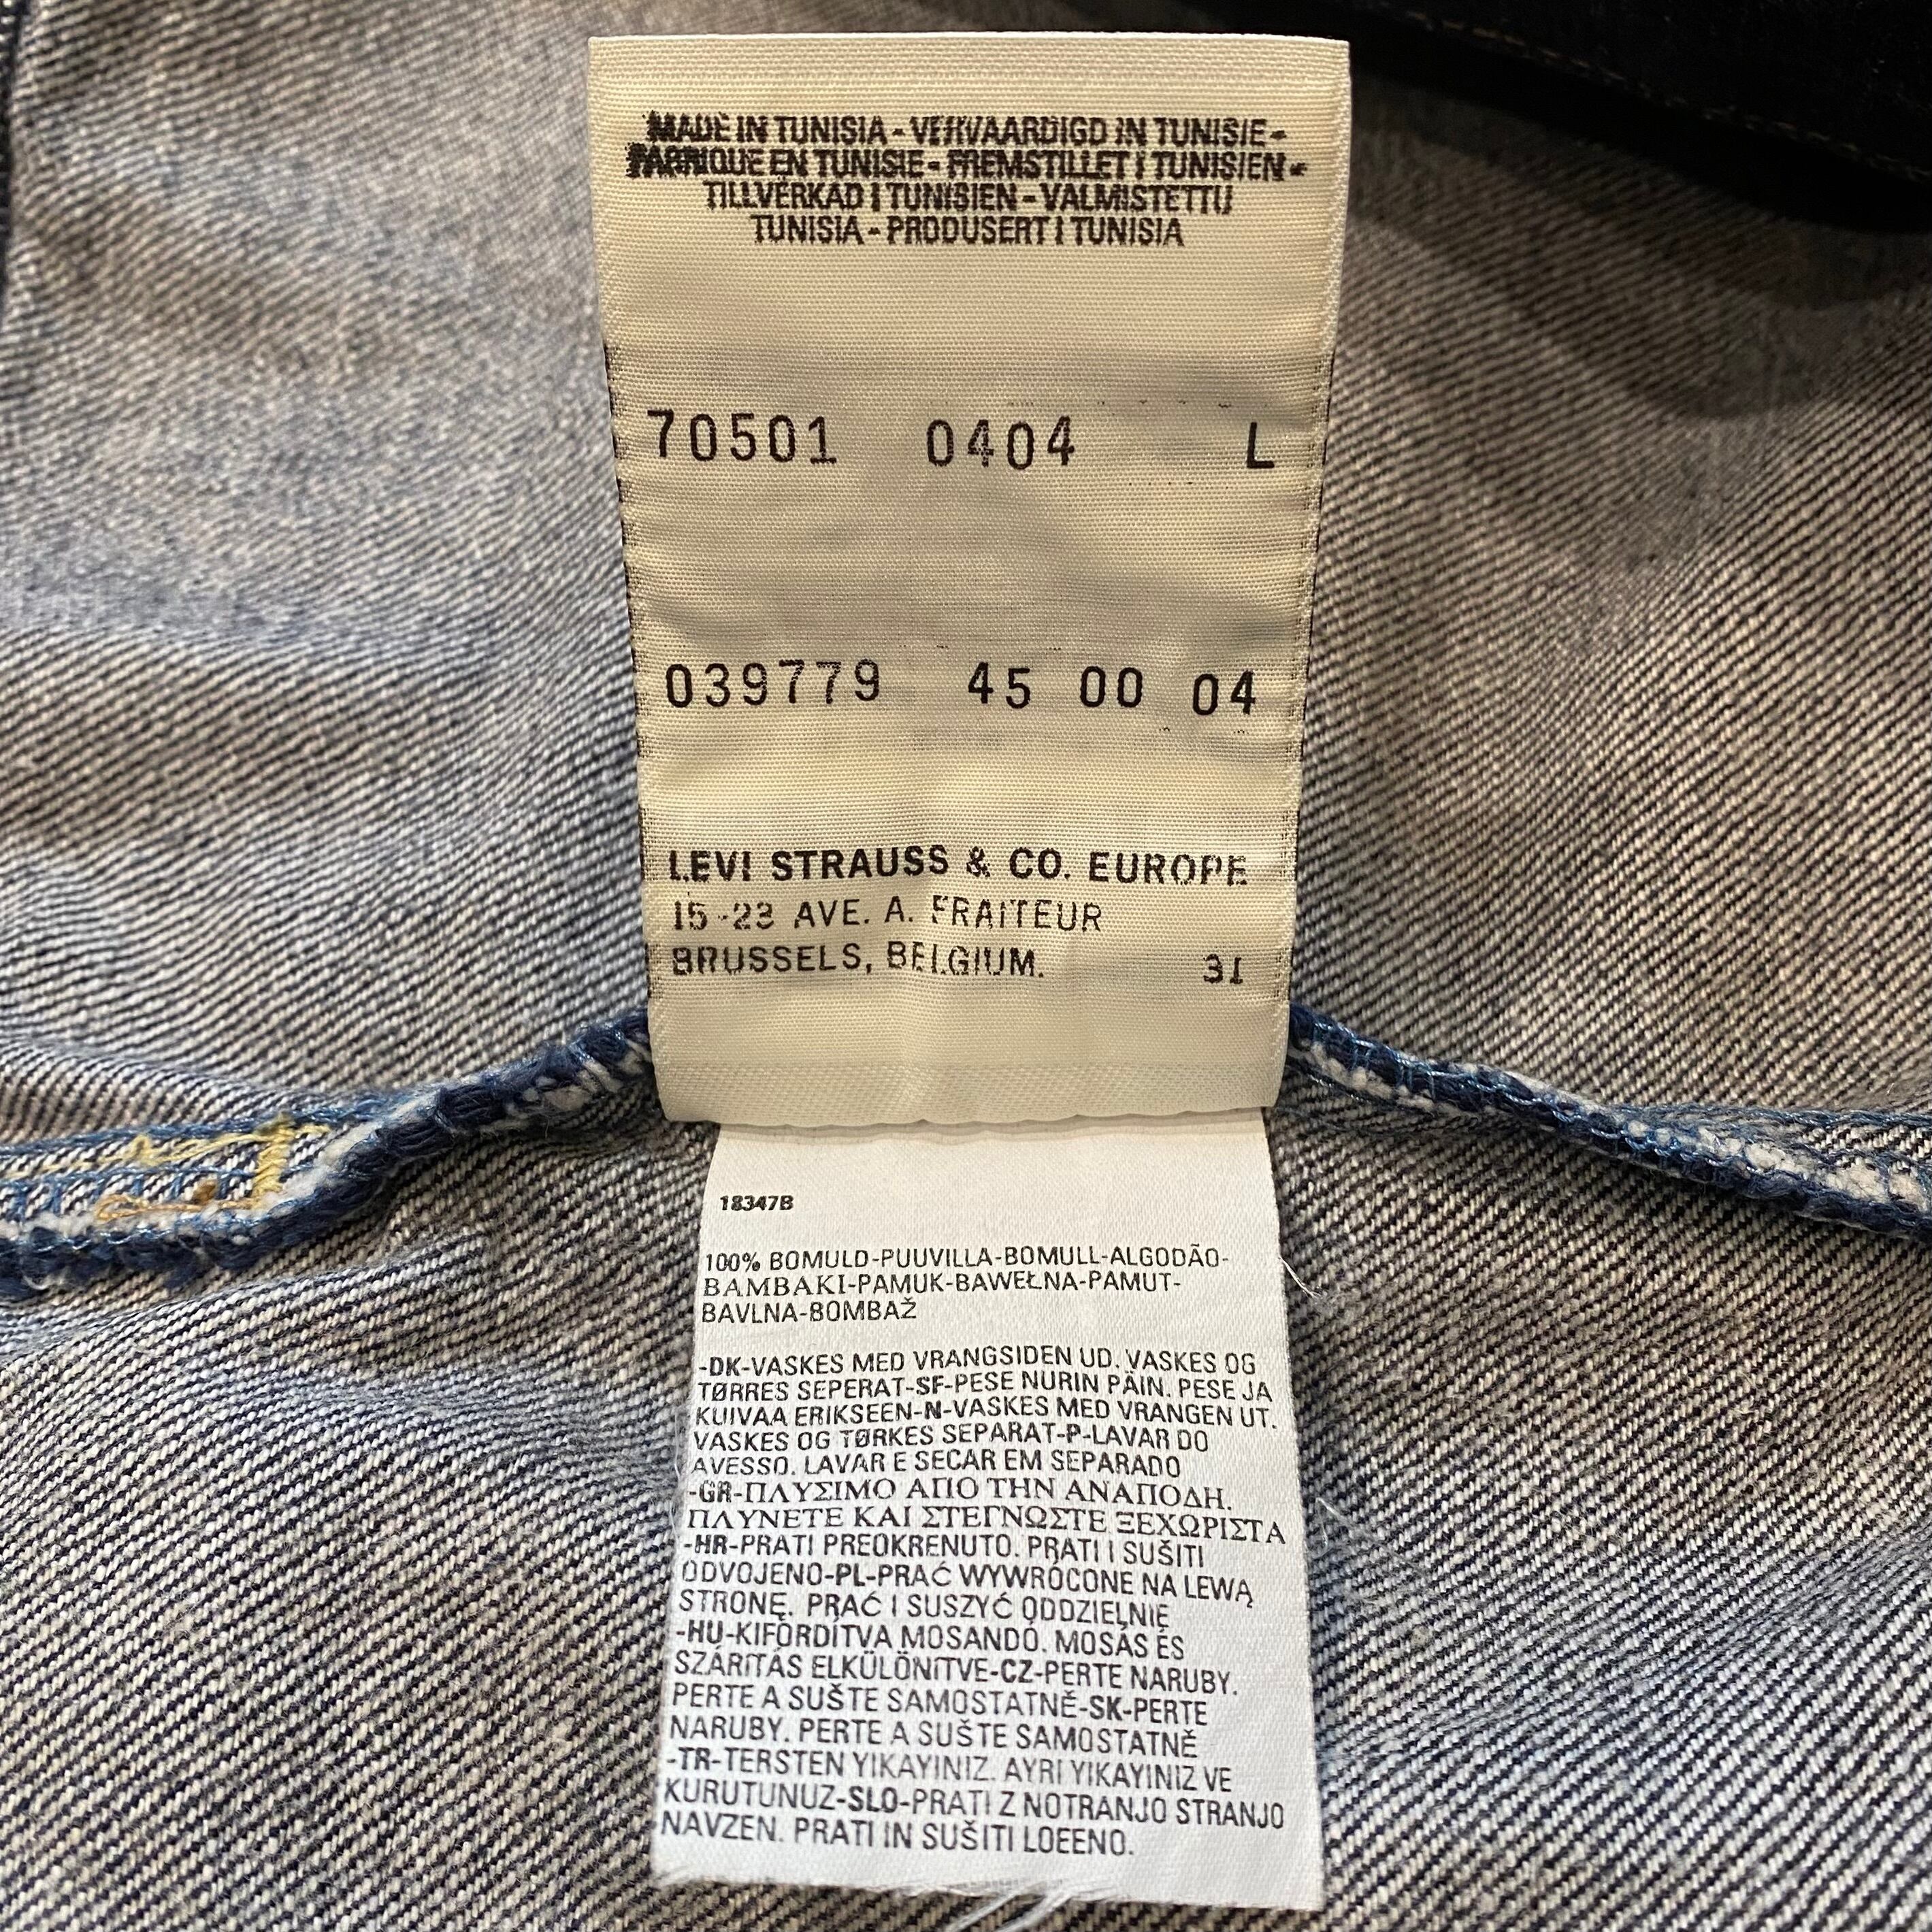 MADE IN TUNISIA - VERVAARDIGD IN TUNISIE -
FABRIQUE EN TUNISIE - FREMSTILLET I TUNISIEN -
TILLVERKAD I TUNISIEN - VALMISTETTU
TUNISIA - PRODUSERT I TUNISIA
70501 0404 L
039779 45 00 04
LEVI STRAUSS & CO. EUROPE
15-23 AVE. A. FRAITEUR
BRUSSELS, BELGIUM. 31
18347B
100% BOMULD-PUUVILLA-BOMULL-ALGODÃO-
BAMBAKI-PAMUK-BAWEŁNA-PAMUT-
BAVLNA-BOMBAŽ
-DK-VASKES MED VRANGSIDEN UD. VASKES OG
TØRRES SEPERAT-SF-PESE NURIN PÄIN. PESE JA
KUIVAA ERIKSEEN-N-VASKES MED VRANGEN UT.
VASKES OG TØRKES SEPARAT-P-LAVAR DO
AVESSO. LAVAR E SECAR EM SEPARADO
-GR-ΠΛΥΣΙΜΟ ΑΠΟ ΤΗΝ ΑΝΑΠΟΔΗ.
ΠΛΥΝΕΤΕ ΚΑΙ ΣΤΕΓΝΩΣΤΕ ΞΕΧΩΡΙΣΤΑ
-HR-PRATI PREOKRENUTO. PRATI I SUŠITI
ODVOJENO-PL-PRAĆ WYWRÓCONE NA LEWĄ
STRONĘ. PRAĆ I SUSZYĆ ODDZIELNIE
-HU-KIFORDÍTVA MOSANDÓ. MOSÁS ÉS
SZÁRÍTÁS ELKÜLÖNÍTVE-CZ-PERTE NARUBY.
PERTE A SUŠTE SAMOSTATNĚ-SK-PERTE
NARUBY. PERTE A SUŠTE SAMOSTATNĚ
-TR-TERSTEN YIKAYINIZ. AYRI YIKAYINIZ VE
KURUTUNUZ-SLO-PRATI Z NOTRANJO STRANJO
NAVZEN. PRATI IN SUŠITI LOEENO.